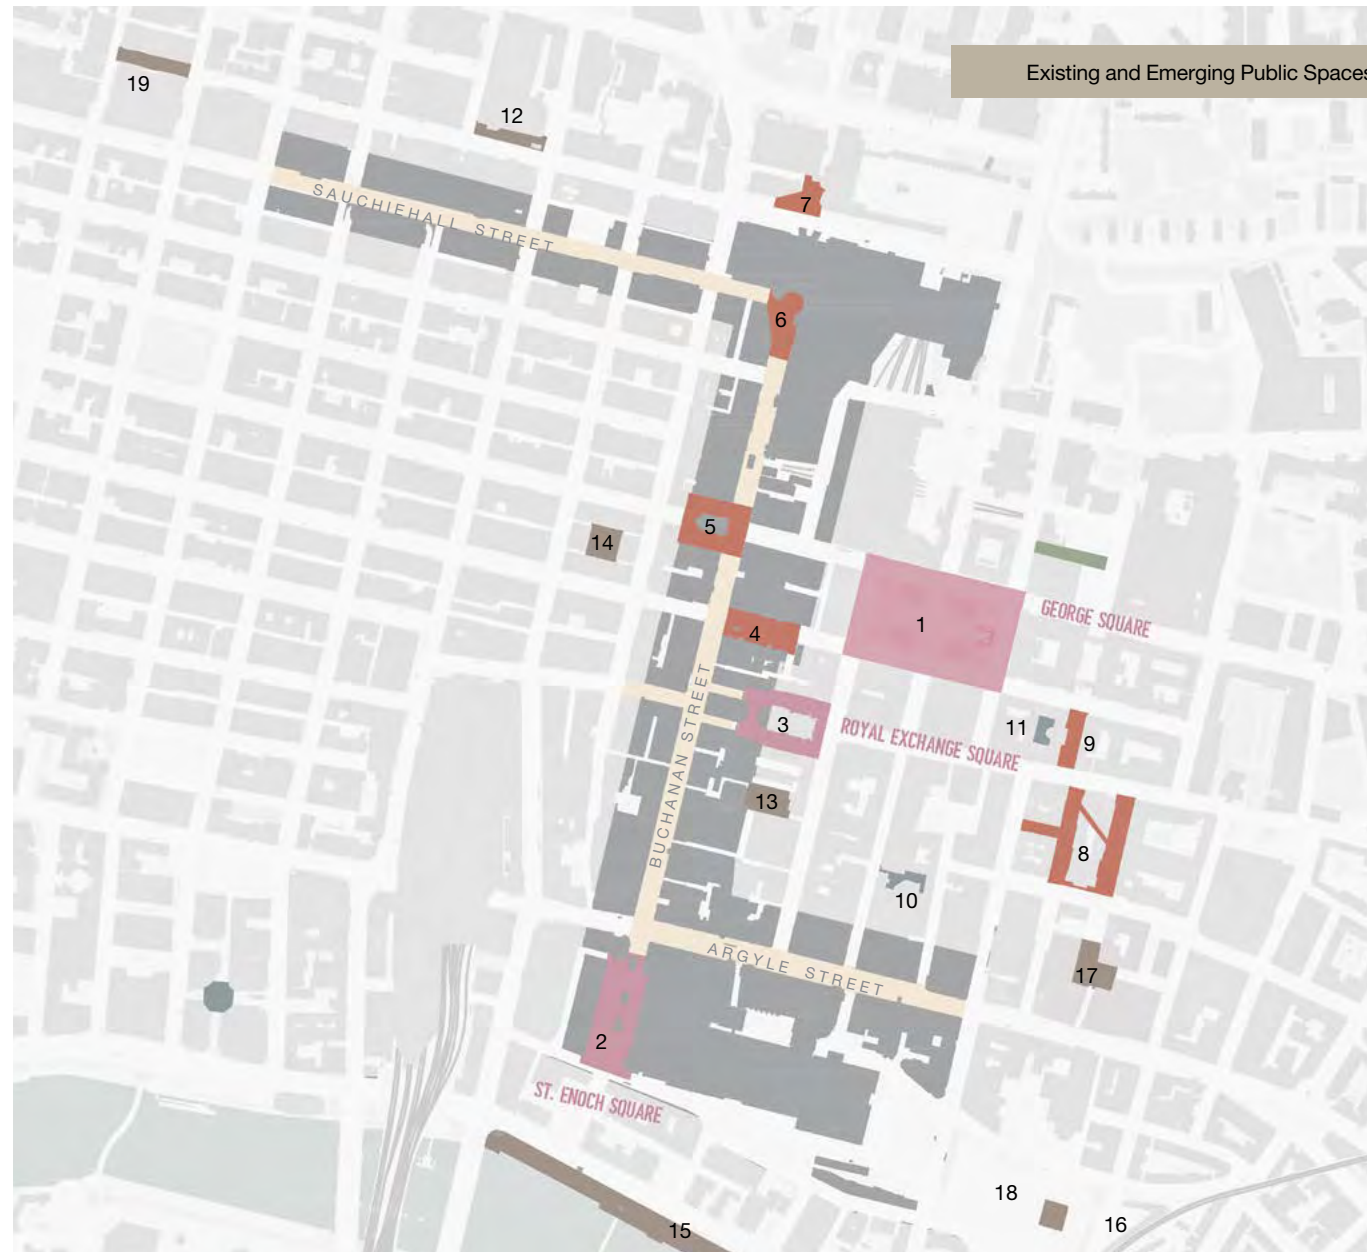 Existing and Emerging Public Spaces
19
12
7
SAUCHIEHALL STREET
6
5
14
1
GEORGE SQUARE
4
3
ROYAL EXCHANGE SQUARE
11
9
BUCHANAN STREET
13
8
10
ARGYLE STREET
17
2
ST. ENOCH SQUARE
18
16
15